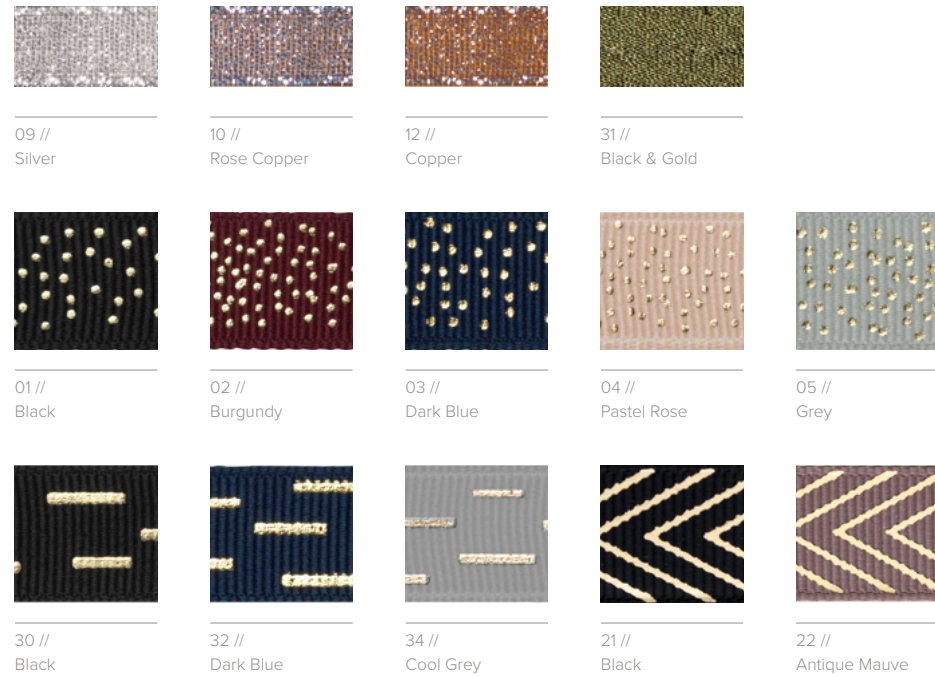 09 //
Silver
10 //
Rose Copper
12 //
Copper
31 //
Black & Gold
01 //
Black
02 //
Burgundy
03 //
Dark Blue
04 //
Pastel Rose
05 //
Grey
30 //
Black
32 //
Dark Blue
34 //
Cool Grey
21 //
Black
22 //
Antique Mauve